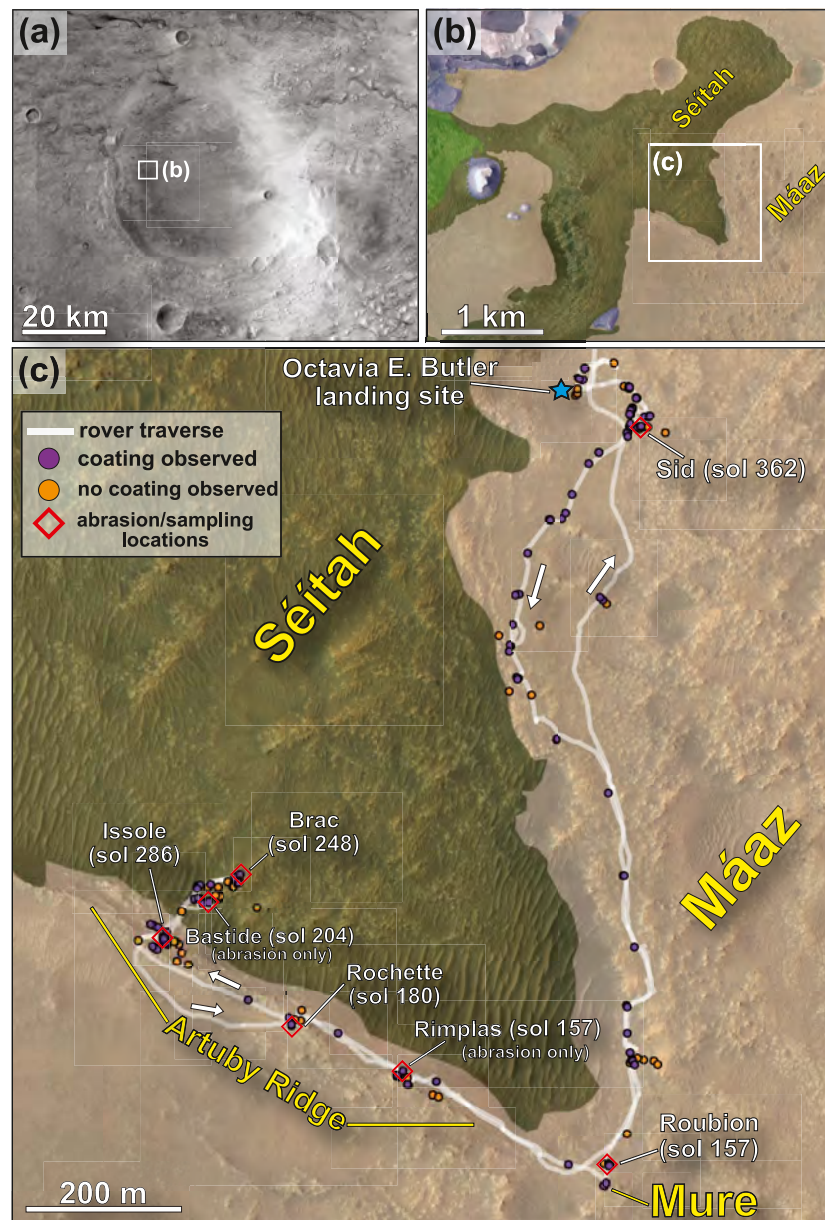 (a)
(b)
20 km
(b)
Séítah
(c)
Máaz
1 km
(c)
Octavia E. Butler
landing site
rover traverse
coating observed
no coating observed
abrasion/sampling
locations
Sid (sol 362)
Séítah
Máaz
Issole
(sol 286)
Brac
(sol 248)
Bastide (sol 204)
(abrasion only)
Rochette
(sol 180)
Rimplas (sol 157)
(abrasion only)
Artuby Ridge
Roubion
(sol 157)
Mure
200 m